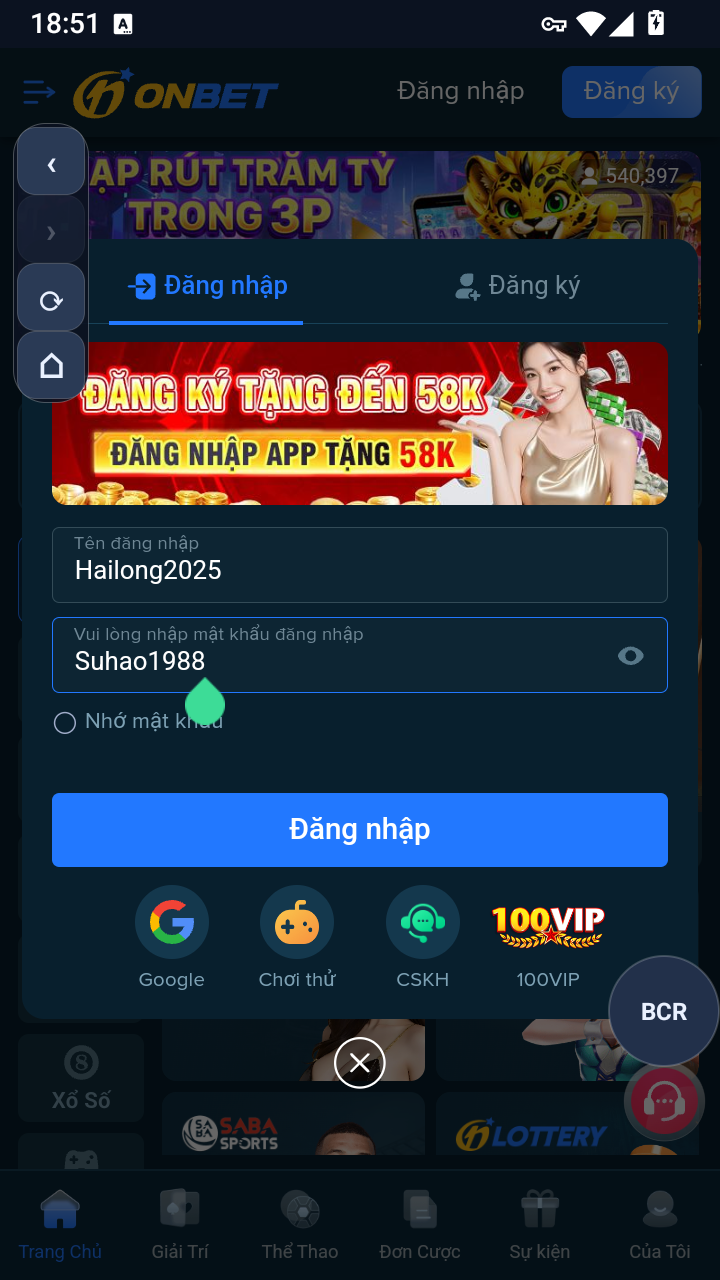 18:51
A
ONBET
Đăng nhập
Đăng ký
ẠP RÚT TRĂM TỶ
TRONG 3P
540,397
Đăng nhập
Đăng ký
ĐĂNG KÝ TẶNG ĐẾN 58K
ĐĂNG NHẬP APP TẶNG 58K
Tên đăng nhập
Hailong2025
Vui lòng nhập mật khẩu đăng nhập
Suhao1988
Nhớ mật khẩu
Đăng nhập
100VIP
Google
Chơi thử
CSKH
100VIP
BCR
8
Xổ Số
SABA
SPORTS
LOTTERY
Trang Chủ
Giải Trí
Thể Thao
Đơn Cược
Sự kiện
Của Tôi